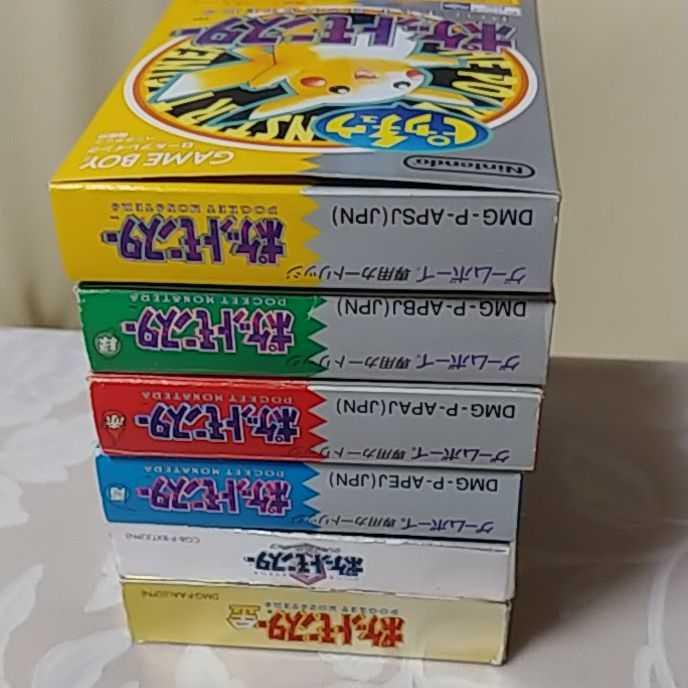 ポケットモンスター
ピカチュウ
GAME BOY
Nintendo
ポケットモンスター
POCKET MONSTERS
DMG-P-APSJ(JPN)
ゲームボーイ専用カートリッジ
ポケットモンスター 緑
POCKET MONSTERS
DMG-P-APBJ(JPN)
ゲームボーイ専用カートリッジ
ポケットモンスター 赤
POCKET MONSTERS
DMG-P-APAJ(JPN)
ゲームボーイ専用カートリッジ
ポケットモンスター 青
POCKET MONSTERS
DMG-P-APEJ(JPN)
ゲームボーイ専用カートリッジ
ポケットモンスター
ポケットモンスター 金
POCKET MONSTERS